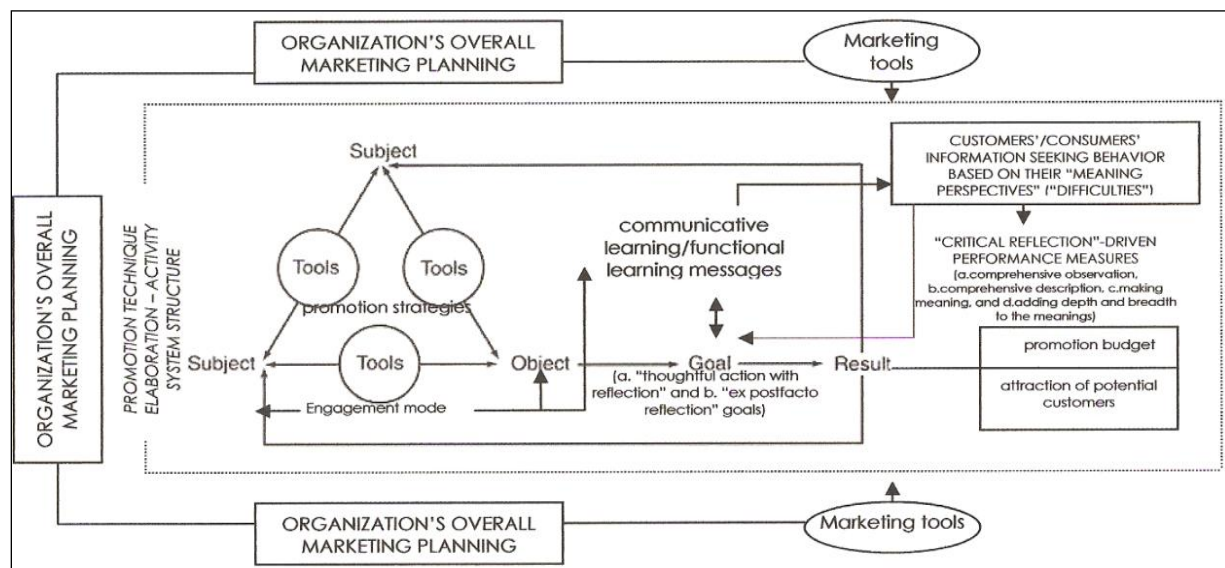 ORGANIZATION'S OVERALL
MARKETING PLANNING
Marketing
tools
ORGANIZATION'S OVERALL
MARKETING PLANNING
PROMOTION TECHNIQUE
ELABORATION – ACTIVITY
SYSTEM STRUCTURE
Subject
Tools
Tools
promotion strategies
Subject
Tools
Object
Engagement mode
communicative
learning/functional
learning messages
Goal
(a. "thoughtful action with
reflection" and b. "ex postfacto
reflection" goals)
Result
CUSTOMERS'/CONSUMERS'
INFORMATION SEEKING BEHAVIOR
BASED ON THEIR "MEANING
PERSPECTIVES" ("DIFFICULTIES")
"CRITICAL REFLECTION"-DRIVEN
PERFORMANCE MEASURES
(a.comprehensive observation,
b.comprehensive description, c.making
meaning, and d.adding depth and breadth
to the meanings)
promotion budget
attraction of potential
customers
ORGANIZATION'S OVERALL
MARKETING PLANNING
Marketing tools